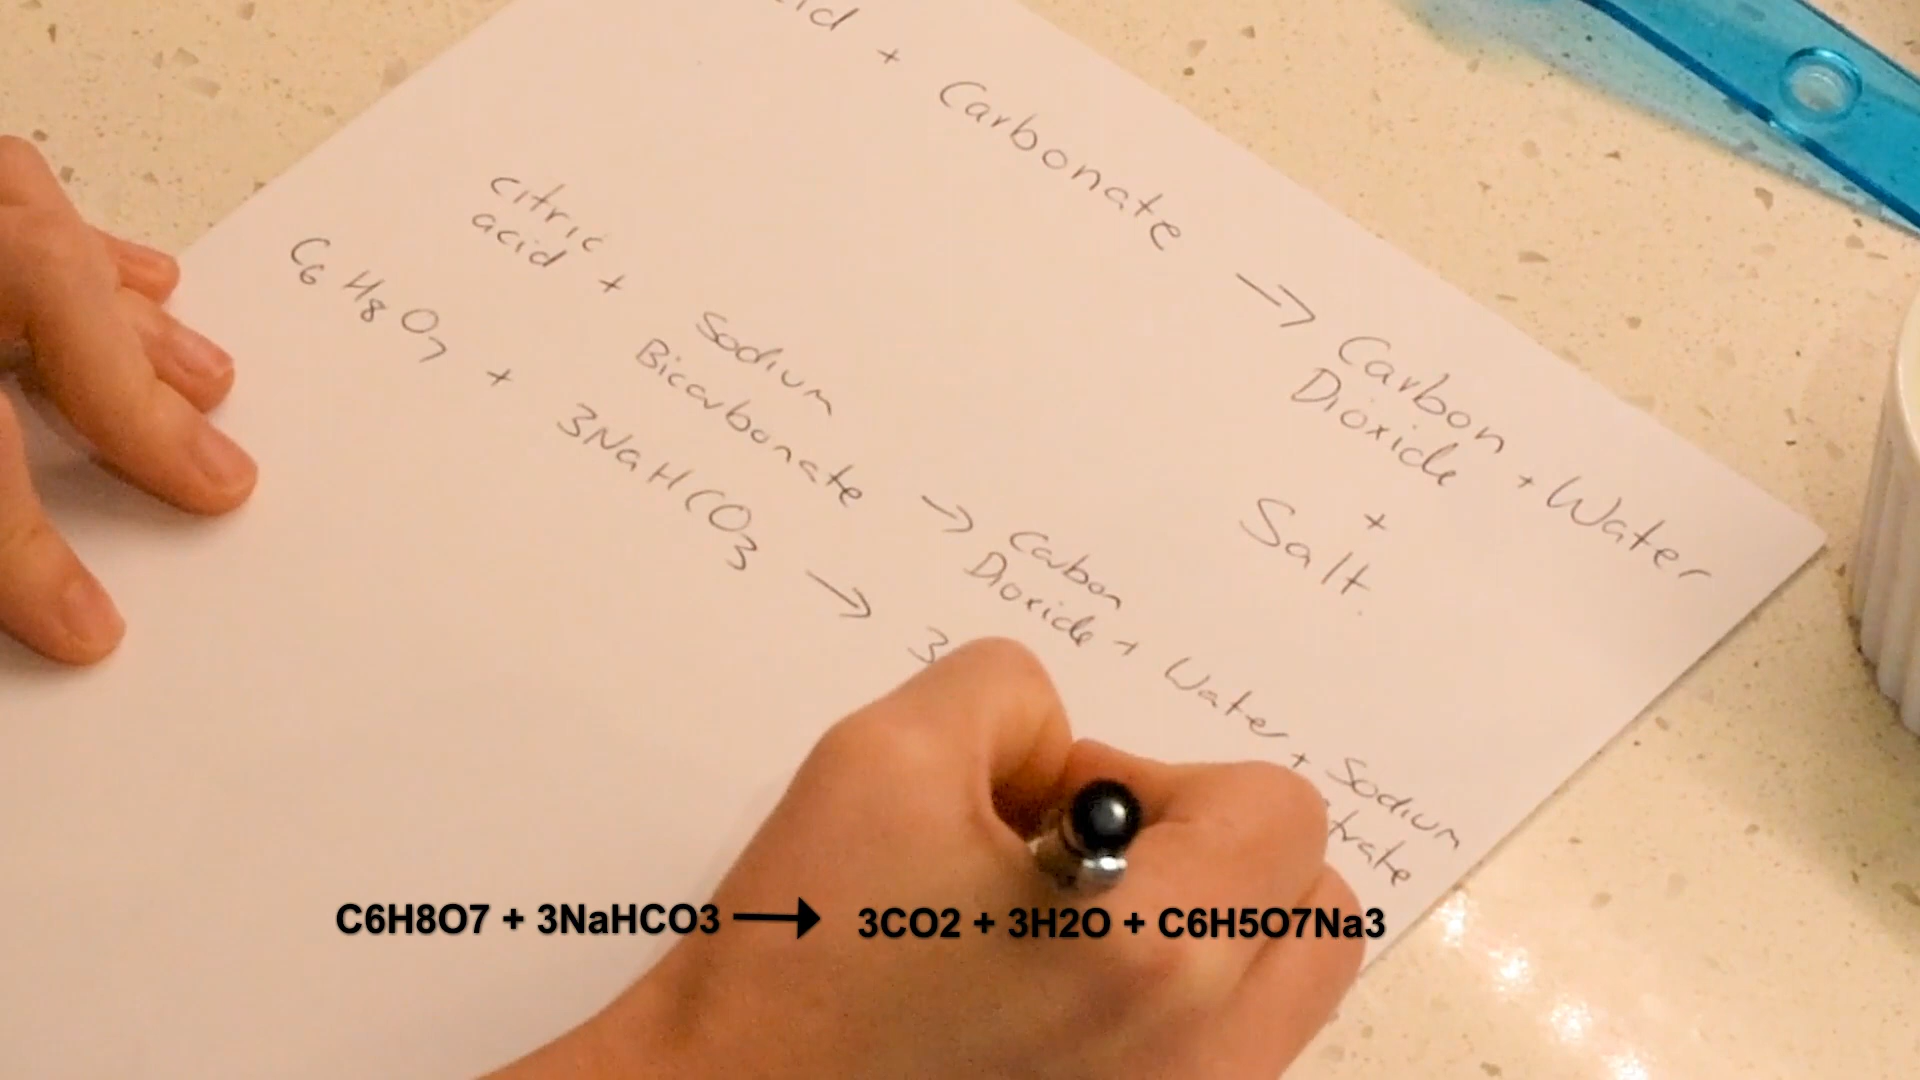 + Carbonate → Carbon Dioxide + Water
+ Salt.
citric acid + Sodium Bicarbonate → Carbon Dioxide + Water + Sodium
C6H8O7 + 3NaHCO3 → 3
C6H8O7 + 3NaHCO3 → 3CO2 + 3H2O + C6H5O7Na3